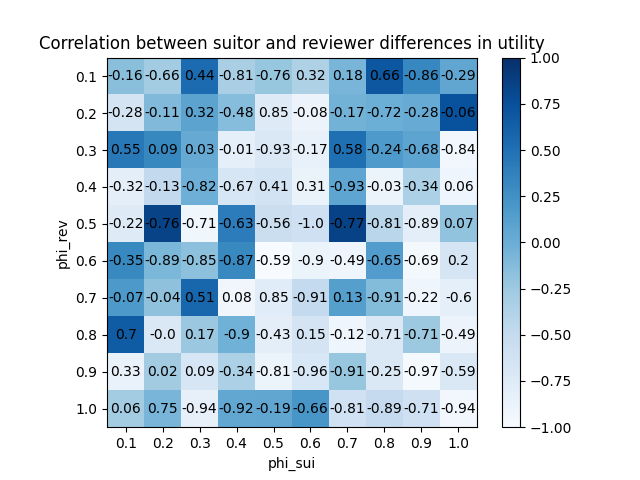 Correlation between suitor and reviewer differences in utility
0.1 -0.16 -0.66 0.44 -0.81 -0.76 0.32 0.18 0.66 -0.86 -0.29
0.2 -0.28 -0.11 0.32 -0.48 0.85 -0.08 -0.17 -0.72 -0.28 -0.06
0.3 0.55 0.09 0.03 -0.01 -0.93 -0.17 0.58 -0.24 -0.68 -0.84
0.4 -0.32 -0.13 -0.82 -0.67 0.41 0.31 -0.93 -0.03 -0.34 0.06
0.5 -0.22 -0.76 -0.71 -0.63 -0.56 -1.0 -0.77 -0.81 -0.89 0.07
0.6 -0.35 -0.89 -0.85 -0.87 -0.59 -0.9 -0.49 -0.65 -0.69 0.2
0.7 -0.07 -0.04 0.51 0.08 0.85 -0.91 0.13 -0.91 -0.22 -0.6
0.8 0.7 -0.0 0.17 -0.9 -0.43 0.15 -0.12 -0.71 -0.71 -0.49
0.9 0.33 0.02 0.09 -0.34 -0.81 -0.96 -0.91 -0.25 -0.97 -0.59
1.0 0.06 0.75 -0.94 -0.92 -0.19 -0.66 -0.81 -0.89 -0.71 -0.94
0.1 0.2 0.3 0.4 0.5 0.6 0.7 0.8 0.9 1.0
phi_sui
phi_rev
1.00
0.75
0.50
0.25
0.00
-0.25
-0.50
-0.75
-1.00